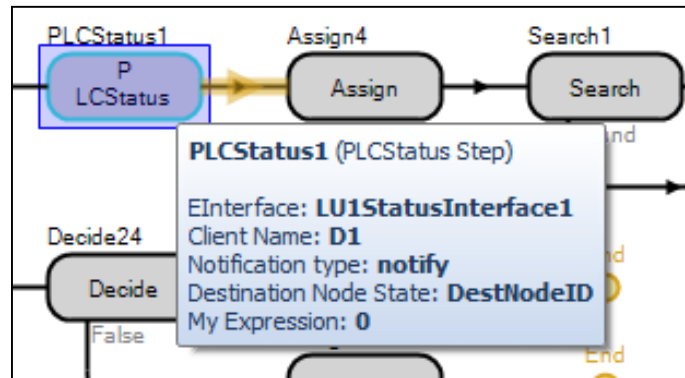 PLCStatus1
Assign4
Search1
P
LCStatus
Assign
Search
PLCStatus1 (PLCStatus Step)
EInterface: LU1StatusInterface1
Client Name: D1
Notification type: notify
Destination Node State: DestNodeID
My Expression: 0
Decide24
Decide
False
End